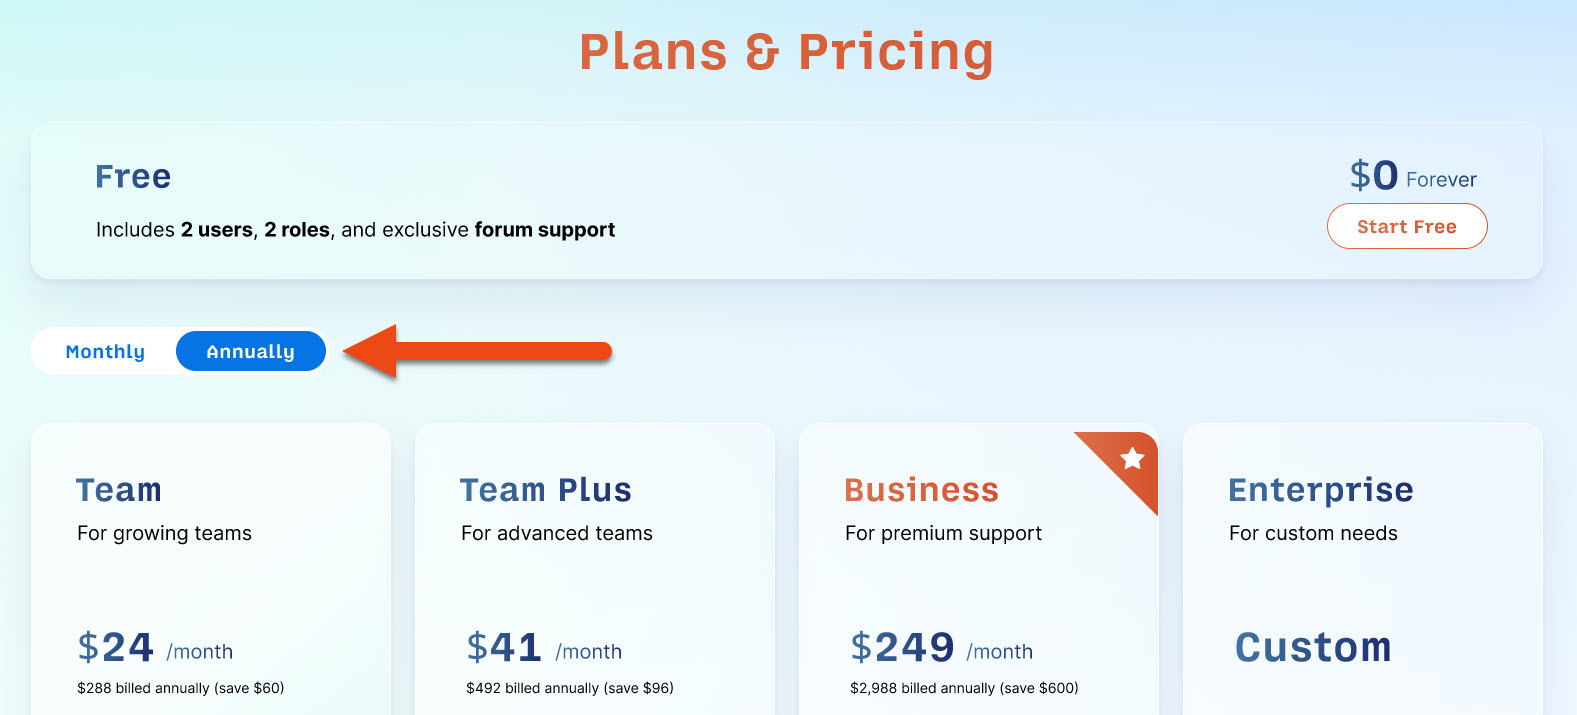 Plans & Pricing
Free
$0 Forever
Includes 2 users, 2 roles, and exclusive forum support
Start Free
Monthly
Annually
Team
For growing teams
$24 /month
$288 billed annually (save $60)
Team Plus
For advanced teams
$41 /month
$492 billed annually (save $96)
Business
For premium support
$249 /month
$2,988 billed annually (save $600)
Enterprise
For custom needs
Custom